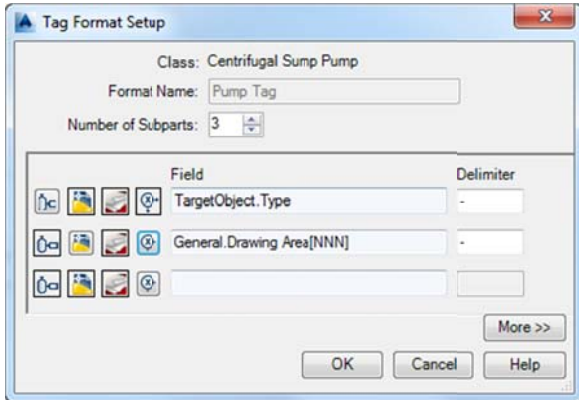 Tag Format Setup
Class: Centrifugal Sump Pump
Format Name: Pump Tag
Number of Subparts: 3
Field Delimiter
TargetObject.Type -
General.Drawing Area[NNN] -
More >>
OK Cancel Help